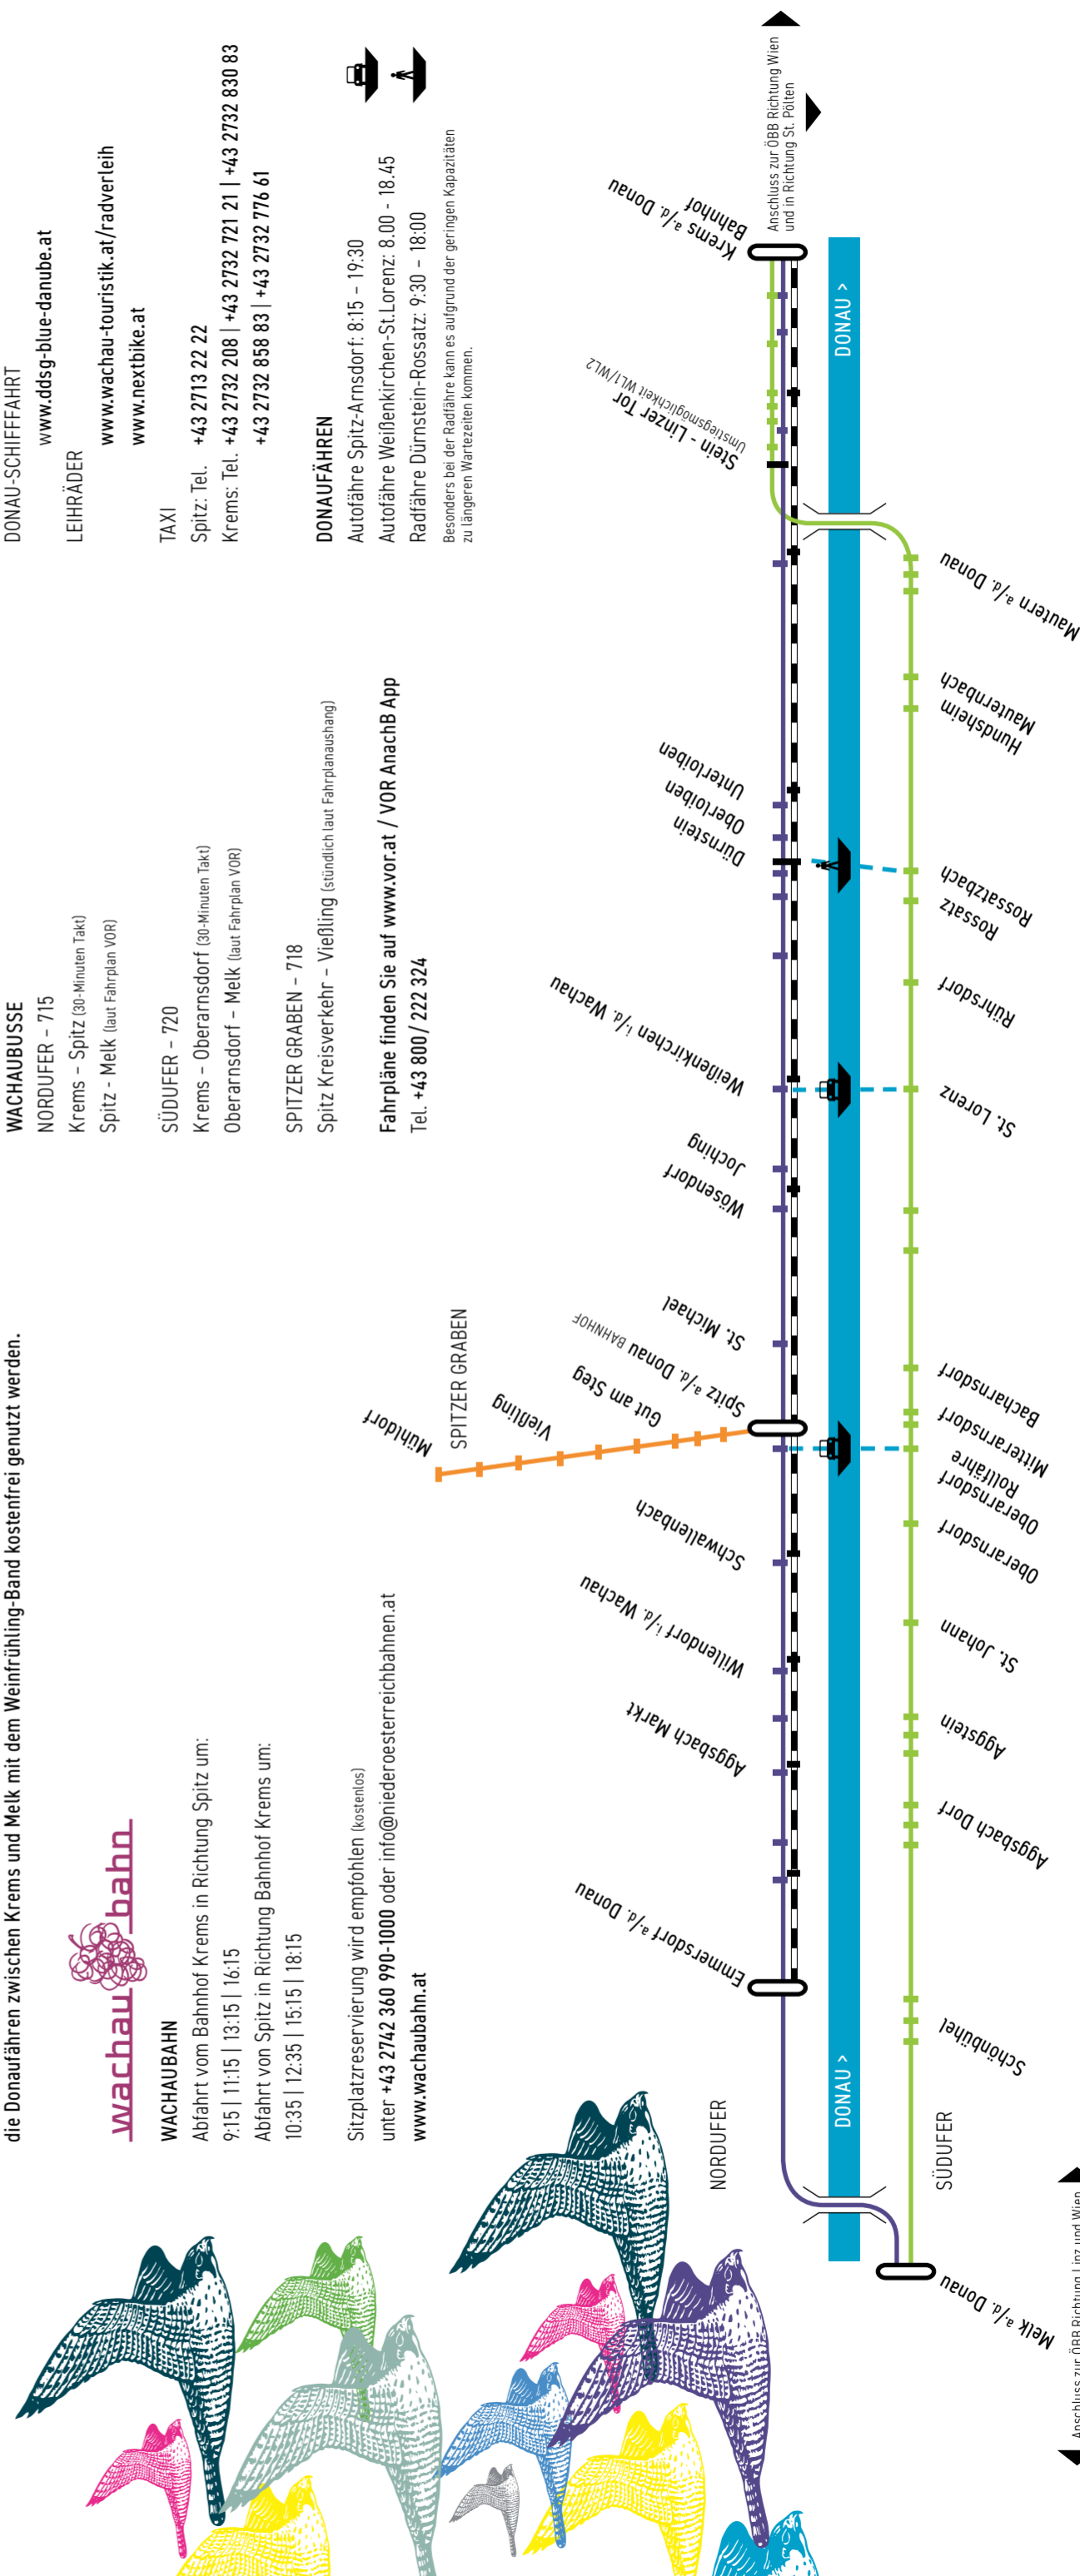 die Donaufähren zwischen Krems und Melk mit dem Weinfrühling-Band kostenfrei genutzt werden.
wachau bahn
WACHAUBAHN
Abfahrt vom Bahnhof Krems in Richtung Spitz um:
9:15 | 11:15 | 13:15 | 16:15
Abfahrt von Spitz in Richtung Bahnhof Krems um:
10:35 | 12:35 | 15:15 | 18:15
Sitzplatzreservierung wird empfohlen (kostenlos)
unter +43 2742 360 990-1000 oder info@niederoesterreichbahnen.at
www.wachaubahn.at
WACHAUBUSSE
NORDUFER – 715
Krems – Spitz (30-Minuten Takt)
Spitz - Melk (laut Fahrplan VOR)
SÜDUFER – 720
Krems – Oberarnsdorf (30-Minuten Takt)
Oberarnsdorf – Melk (laut Fahrplan VOR)
SPITZER GRABEN – 718
Spitz Kreisverkehr – Vießling (stündlich laut Fahrplanaushang)
Fahrpläne finden Sie auf www.vor.at / VOR AnachB App
Tel. +43 800/ 222 324
DONAU-SCHIFFFAHRT
www.ddsg-blue-danube.at
LEIHRÄDER
www.wachau-touristik.at/radverleih
www.nextbike.at
TAXI
Spitz: Tel. +43 2713 22 22
Krems: Tel. +43 2732 208 | +43 2732 721 21 | +43 2732 830 83
+43 2732 858 83 | +43 2732 776 61
DONAUFÄHREN
Autofähre Spitz-Arnsdorf: 8:15 – 19:30
Autofähre Weißenkirchen-St.Lorenz: 8.00 - 18.45
Radfähre Dürnstein-Rossatz: 9:30 – 18:00
Besonders bei der Radfähre kann es aufgrund der geringen Kapazitäten
zu längeren Wartezeiten kommen.
SPITZER GRABEN
Mühldorf
Vießling
Gut am Steg
NORDUFER
Emmersdorf a./d. Donau
Aggsbach Markt
Willendorf i./d. Wachau
Schwallenbach
Spitz a./d. Donau BAHNHOF
St. Michael
Wösendorf
Joching
Weißenkirchen i./d. Wachau
Dürnstein
Oberloiben
Unterloiben
Stein - Linzer Tor
Umstiegsmöglichkeit WL1/WL2
Krems a./d. Donau
Bahnhof
Anschluss zur ÖBB Richtung Wien
und in Richtung St. Pölten
DONAU >
DONAU >
SÜDUFER
Melk a./d. Donau
Schönbühel
Aggsbach Dorf
Aggstein
St. Johann
Oberarnsdorf
Oberarnsdorf
Rollfähre
Mitterarnsdorf
Bacharnsdorf
St. Lorenz
Rührsdorf
Rossatz
Rossatzbach
Hundsheim
Mauternbach
Mautern a./d. Donau
Anschluss zur ÖBB Richtung Linz und Wien